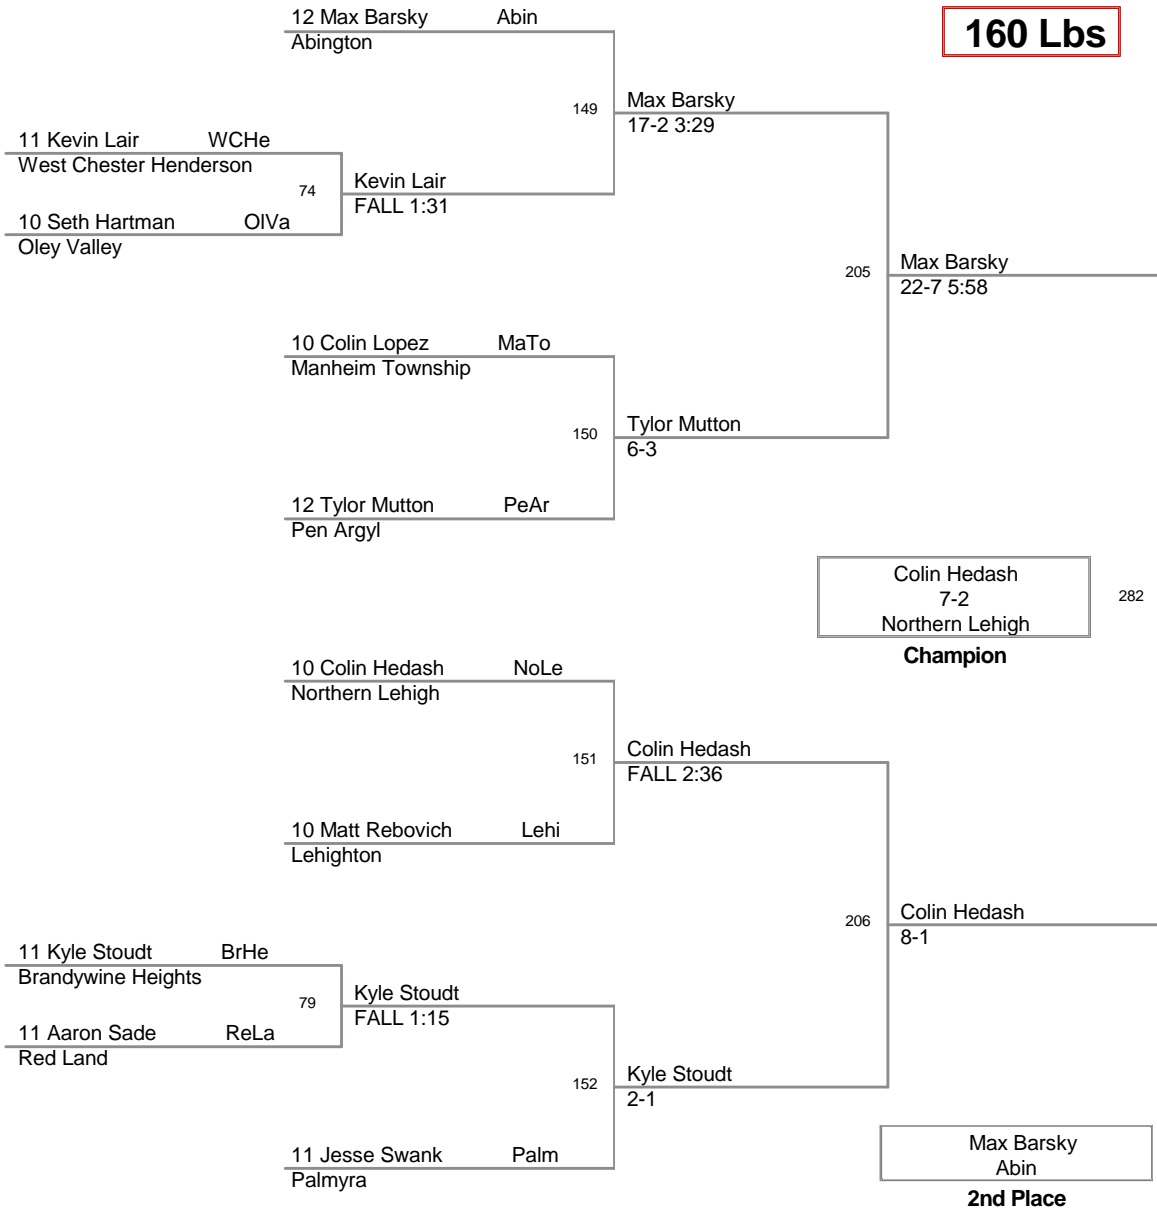 12 Max Barsky Abin
Abington
160 Lbs
149
Max Barsky
17-2 3:29
11 Kevin Lair WCHe
West Chester Henderson
74
Kevin Lair
FALL 1:31
10 Seth Hartman OlVa
Oley Valley
205
Max Barsky
22-7 5:58
10 Colin Lopez MaTo
Manheim Township
150
Tylor Mutton
6-3
12 Tylor Mutton PeAr
Pen Argyl
Colin Hedash
7-2
Northern Lehigh
282
Champion
10 Colin Hedash NoLe
Northern Lehigh
151
Colin Hedash
FALL 2:36
10 Matt Rebovich Lehi
Lehighton
206
Colin Hedash
8-1
11 Kyle Stoudt BrHe
Brandywine Heights
79
Kyle Stoudt
FALL 1:15
11 Aaron Sade ReLa
Red Land
152
Kyle Stoudt
2-1
11 Jesse Swank Palm
Palmyra
Max Barsky
Abin
2nd Place